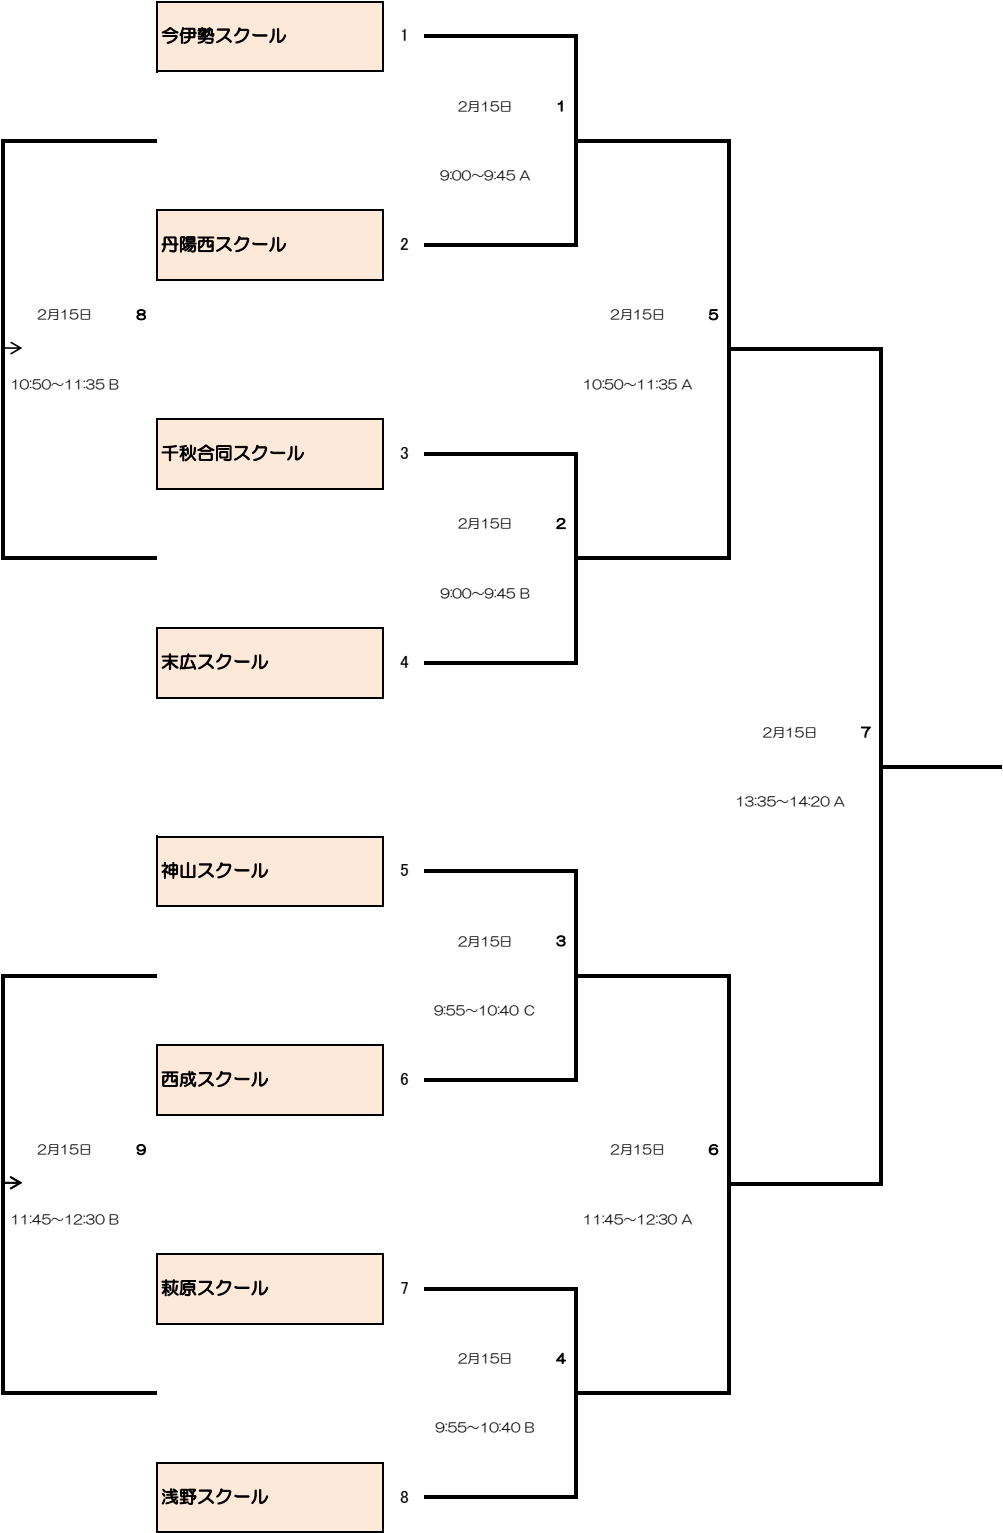 今伊勢スクール 1
2月15日 1
9:00～9:45 A
丹陽西スクール 2
2月15日 8
2月15日 5
10:50～11:35 B
10:50～11:35 A
千秋合同スクール 3
2月15日 2
9:00～9:45 B
末広スクール 4
2月15日 7
13:35～14:20 A
神山スクール 5
2月15日 3
9:55～10:40 C
西成スクール 6
2月15日 9
2月15日 6
11:45～12:30 B
11:45～12:30 A
萩原スクール 7
2月15日 4
9:55～10:40 B
浅野スクール 8